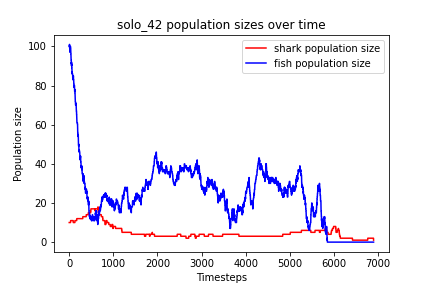 solo_42 population sizes over time
shark population size
fish population size
Population size
100
80
60
40
20
0
0 1000 2000 3000 4000 5000 6000 7000
Timesteps